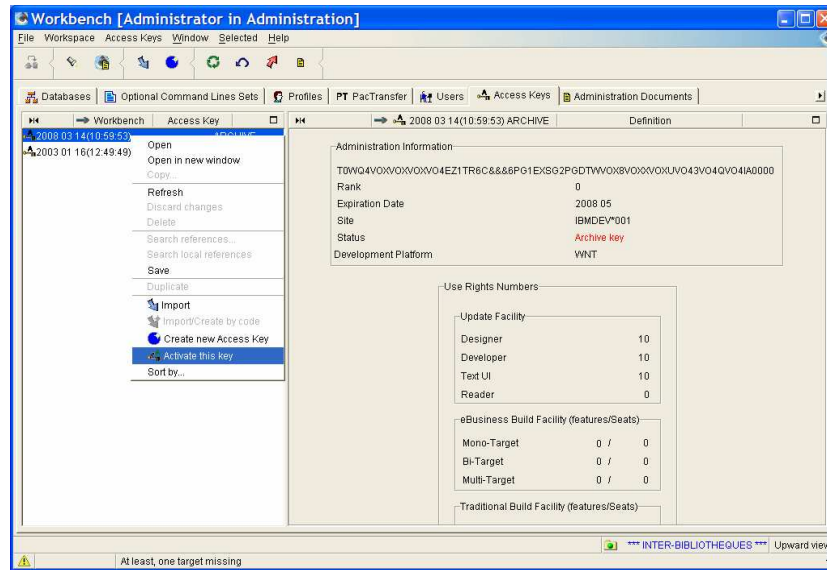 Workbench [Administrator in Administration]
File Workspace Access Keys Window Selected Help
Databases Optional Command Lines Sets Profiles PT PacTransfer Users Access Keys Administration Documents
Workbench Access Key
2008 03 14(10:59:53) ARCHIVE
2003 01 16(12:49:49)
Open
Open in new window
Copy...
Refresh
Discard changes
Delete
Search references...
Search local references
Save
Duplicate
Import
Import/Create by code
Create new Access Key
Activate this key
Sort by...
2008 03 14(10:59:53) ARCHIVE Definition
Administration Information
T0WQ4VOXVOXVOXVO4EZ1TR6C&&&6PG1EXSG2PGDTWVOX8VOXXVOXUVO43VO4QVO4IA0000
Rank 0
Expiration Date 2008 05
Site IBMDEV*001
Status Archive key
Development Platform WNT
Use Rights Numbers
Update Facility
Designer 10
Developer 10
Text UI 10
Reader 0
eBusiness Build Facility (features/Seats)
Mono-Target 0 / 0
Bi-Target 0 / 0
Multi-Target 0 / 0
Traditional Build Facility (features/Seats)
*** INTER-BIBLIOTHEQUES *** Upward view
At least, one target missing